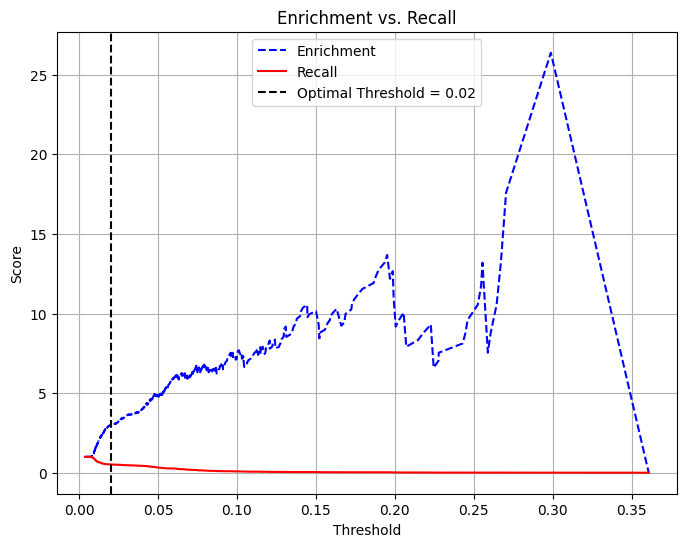 Enrichment vs. Recall
Enrichment
Recall
Optimal Threshold = 0.02
Score
25
20
15
10
5
0
0.00 0.05 0.10 0.15 0.20 0.25 0.30 0.35
Threshold